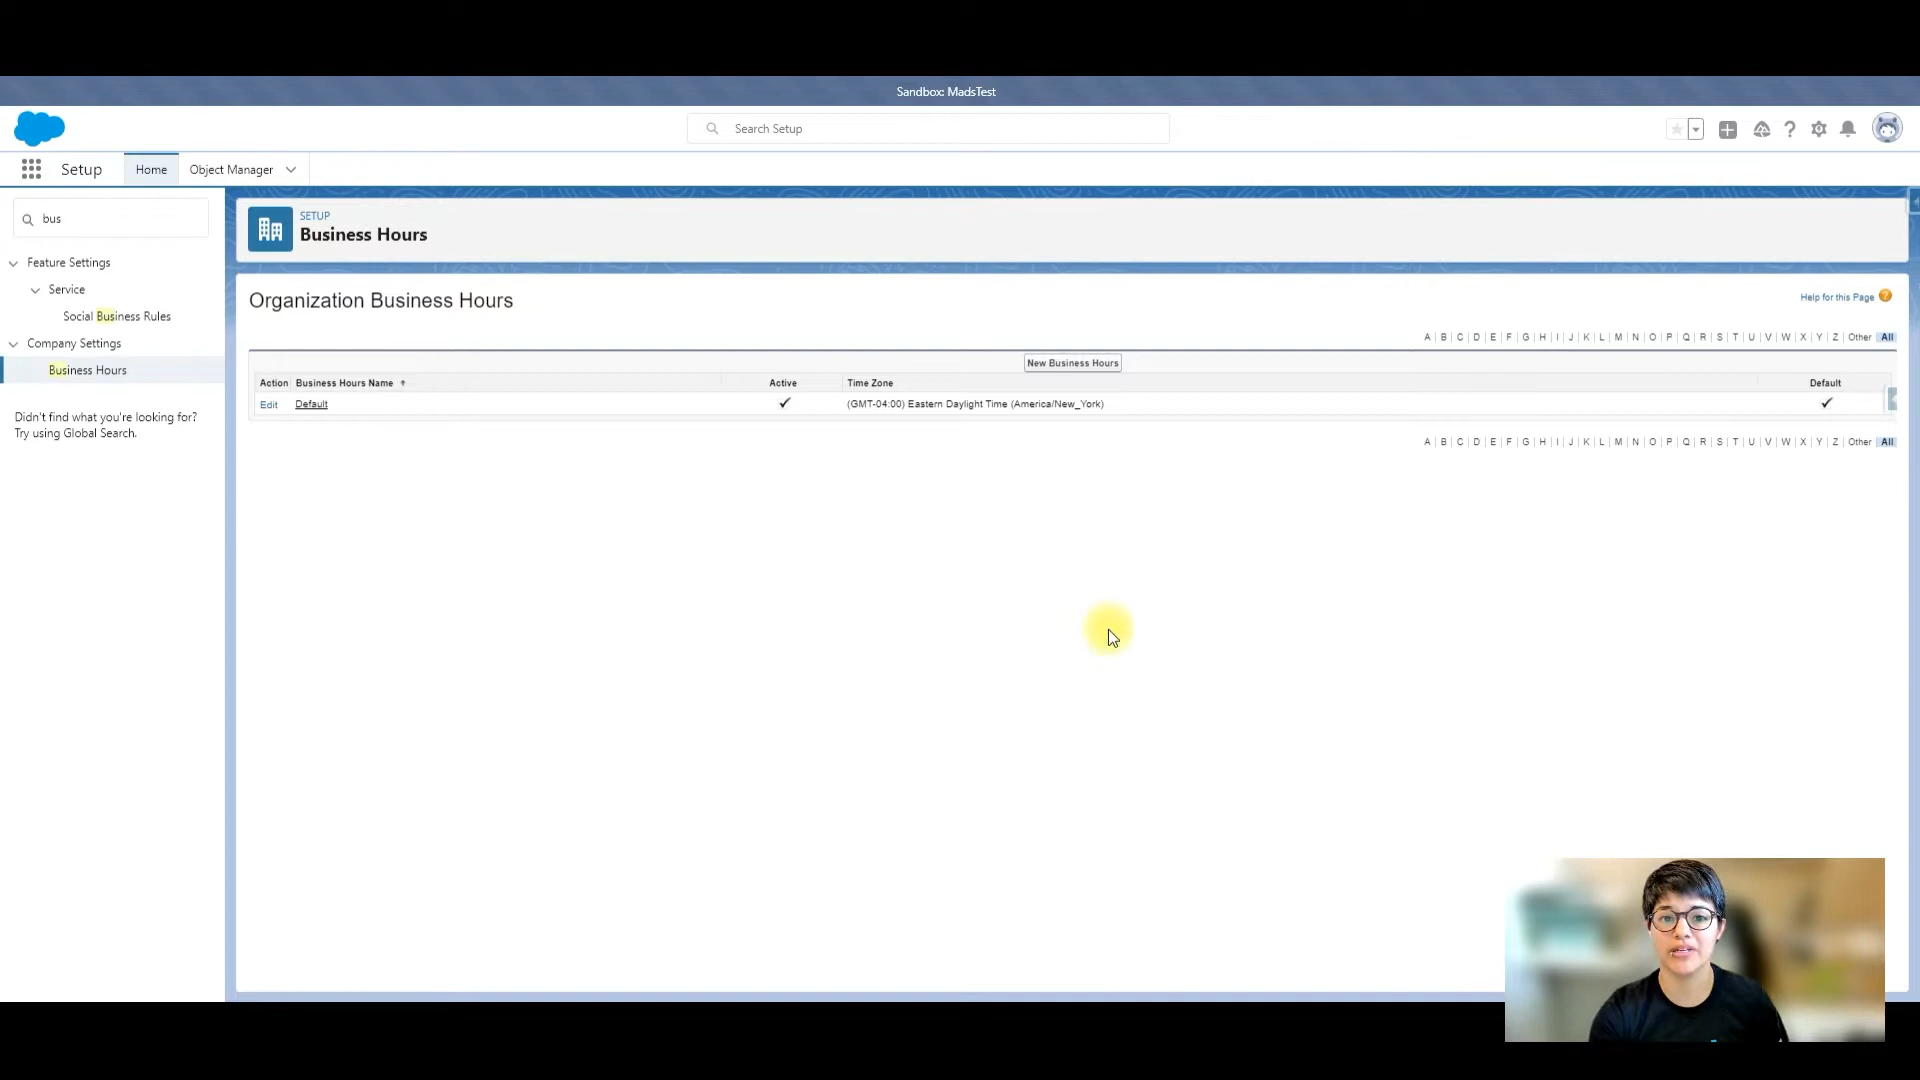 Sandbox: MadsTest
Search Setup
Setup
Home
Object Manager
bus
Feature Settings
Service
Social Business Rules
Company Settings
Business Hours
Didn't find what you're looking for?
Try using Global Search.
SETUP
Business Hours
Organization Business Hours
Help for this Page ?
A | B | C | D | E | F | G | H | I | J | K | L | M | N | O | P | Q | R | S | T | U | V | W | X | Y | Z | Other | All
New Business Hours
Action Business Hours Name ↑ Active Time Zone Default
Edit Default ✓ (GMT-04:00) Eastern Daylight Time (America/New_York) ✓
A | B | C | D | E | F | G | H | I | J | K | L | M | N | O | P | Q | R | S | T | U | V | W | X | Y | Z | Other | All